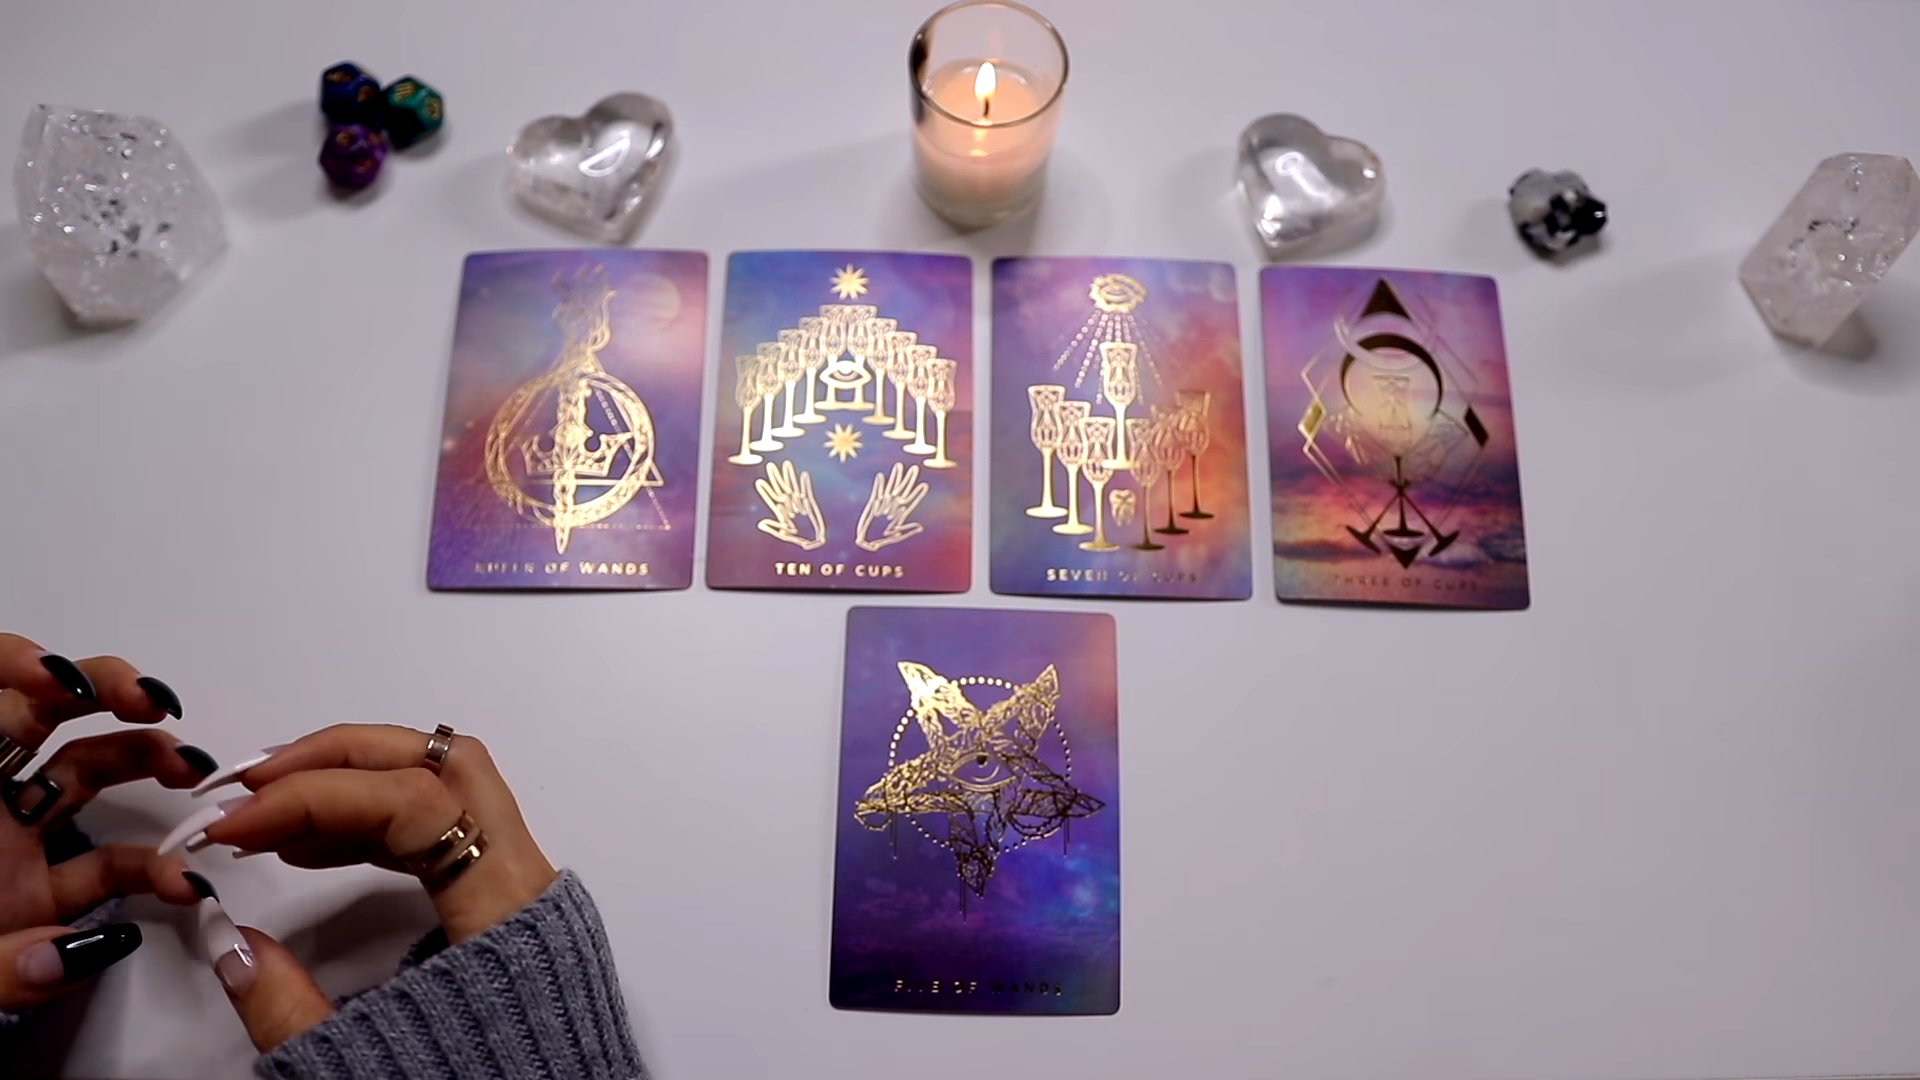 QUEEN OF WANDS
TEN OF CUPS
SEVEN OF CUPS
THREE OF CUPS
FIVE OF WANDS